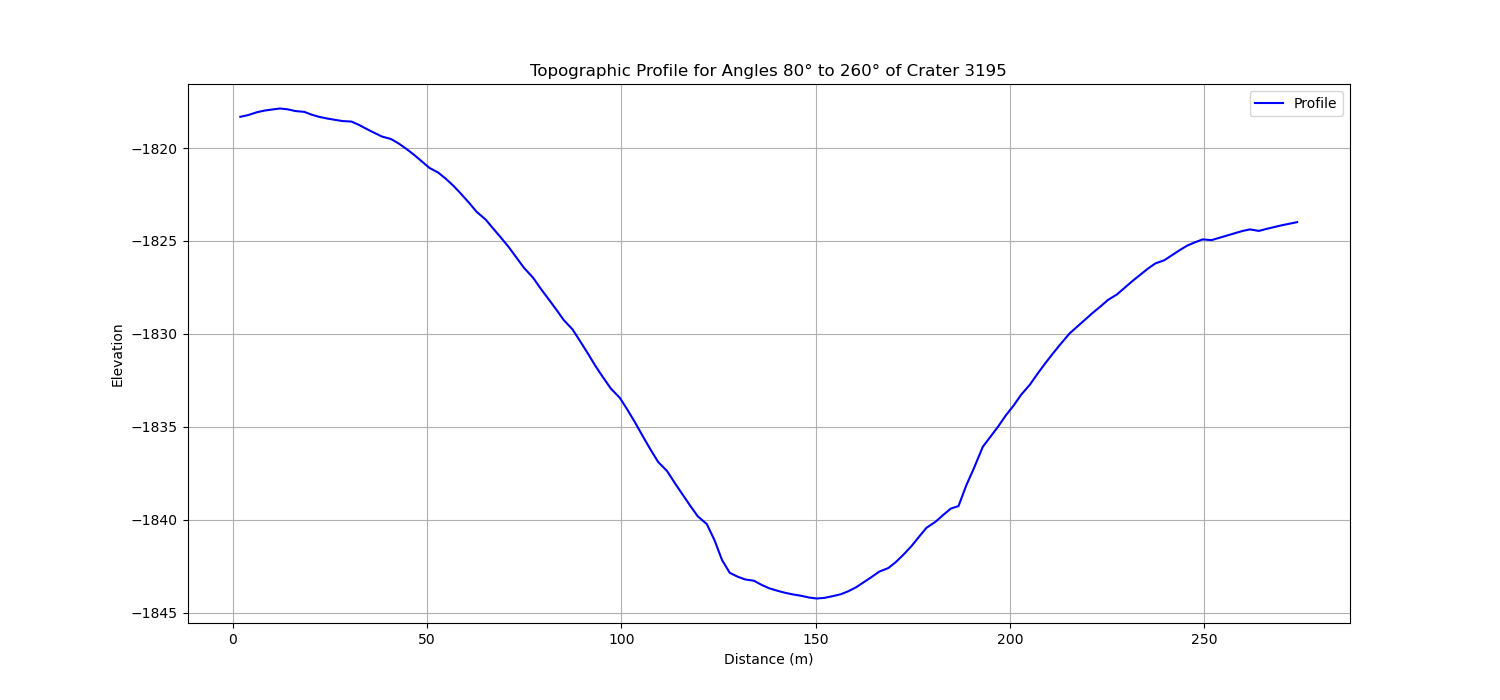 Topographic Profile for Angles 80° to 260° of Crater 3195
Profile
−1820
−1825
−1830
−1835
−1840
−1845
Elevation
0 50 100 150 200 250
Distance (m)